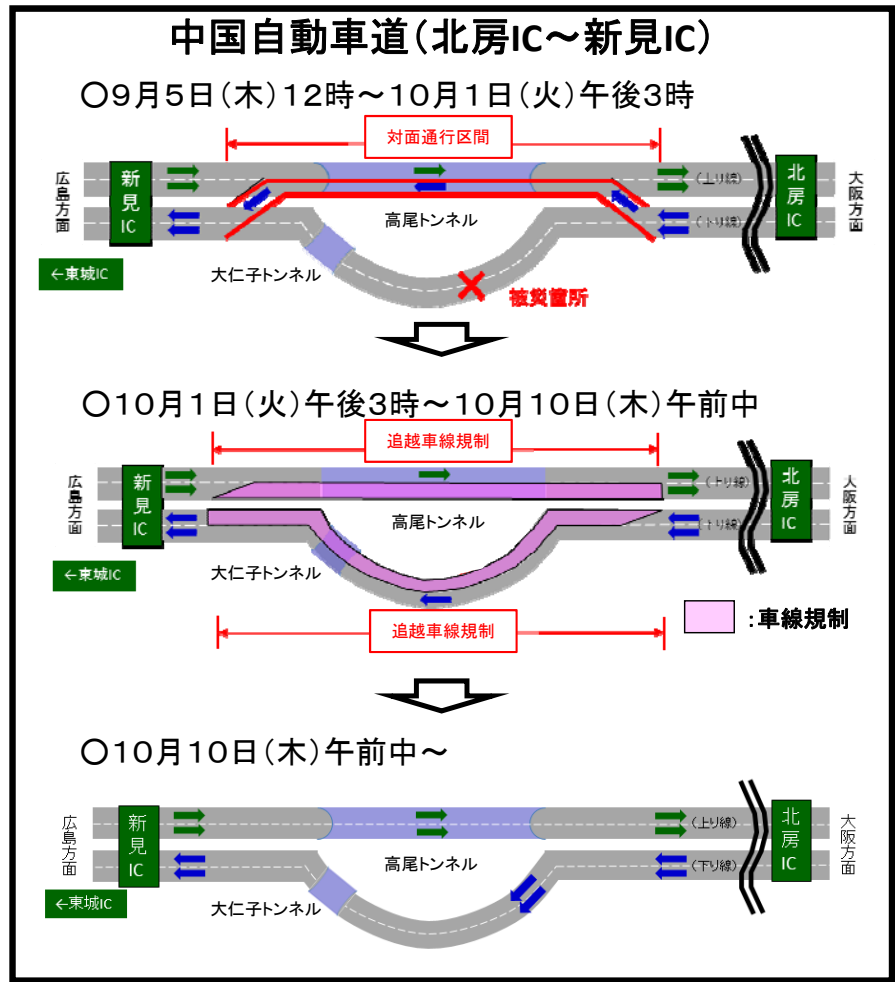 中国自動車道(北房IC~新見IC)
○9月5日(木)12時~10月1日(火)午後3時
対面通行区間
広島方面
新見IC
(上り線)
北房IC
大阪方面
(下り線)
高尾トンネル
←東城IC
大仁子トンネル
被災箇所
○10月1日(火)午後3時~10月10日(木)午前中
追越車線規制
広島方面
新見IC
(上り線)
北房IC
大阪方面
高尾トンネル
(下り線)
←東城IC
大仁子トンネル
追越車線規制
:車線規制
○10月10日(木)午前中~
広島方面
新見IC
(上り線)
北房IC
大阪方面
高尾トンネル
(下り線)
←東城IC
大仁子トンネル